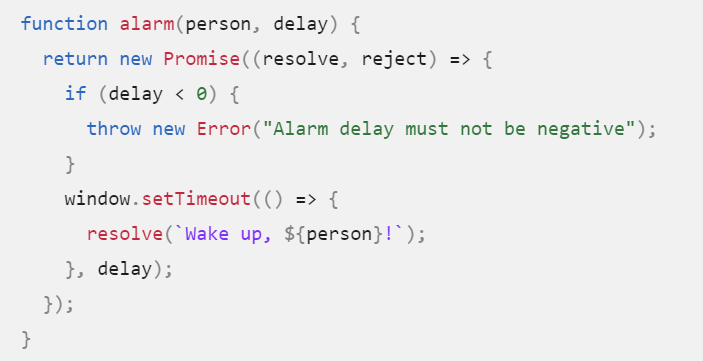 function alarm(person, delay) {
  return new Promise((resolve, reject) => {
    if (delay < 0) {
      throw new Error("Alarm delay must not be negative");
    }
    window.setTimeout(() => {
      resolve(`Wake up, ${person}!`);
    }, delay);
  });
}